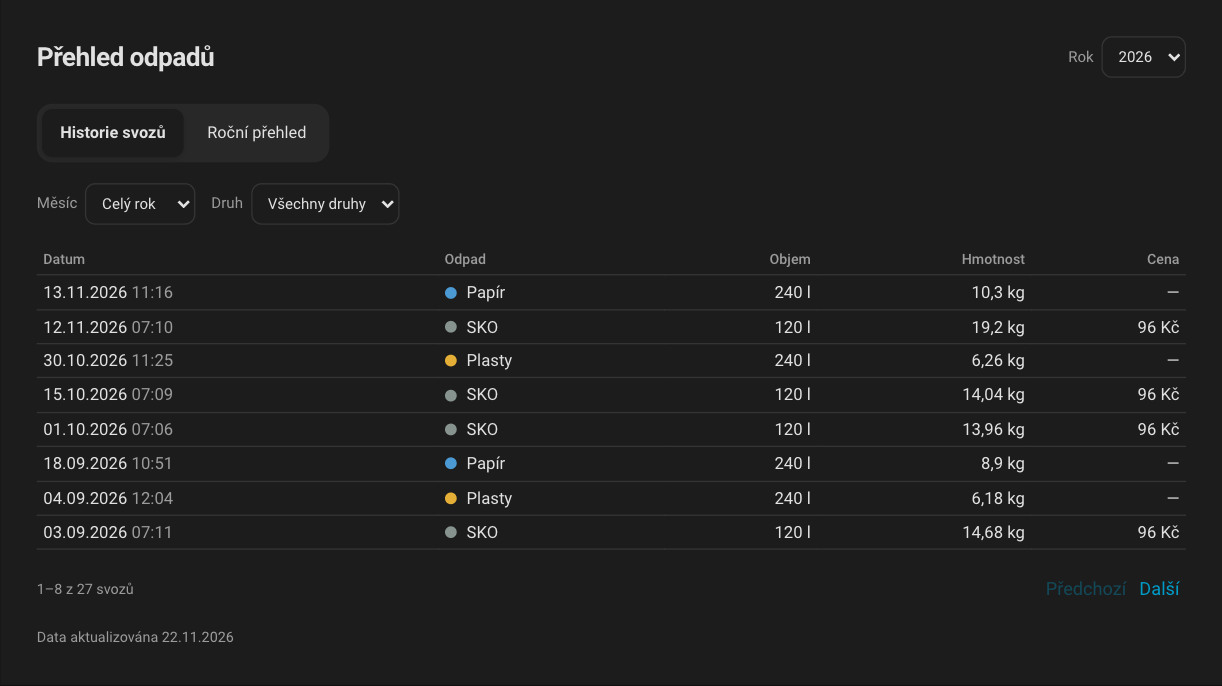 Přehled odpadů
Rok 2026
Historie svozů Roční přehled
Měsíc Celý rok Druh Všechny druhy
Datum Odpad Objem Hmotnost Cena
13.11.2026 11:16 Papír 240 l 10,3 kg —
12.11.2026 07:10 SKO 120 l 19,2 kg 96 Kč
30.10.2026 11:25 Plasty 240 l 6,26 kg —
15.10.2026 07:09 SKO 120 l 14,04 kg 96 Kč
01.10.2026 07:06 SKO 120 l 13,96 kg 96 Kč
18.09.2026 10:51 Papír 240 l 8,9 kg —
04.09.2026 12:04 Plasty 240 l 6,18 kg —
03.09.2026 07:11 SKO 120 l 14,68 kg 96 Kč
1–8 z 27 svozů Předchozí Další
Data aktualizována 22.11.2026